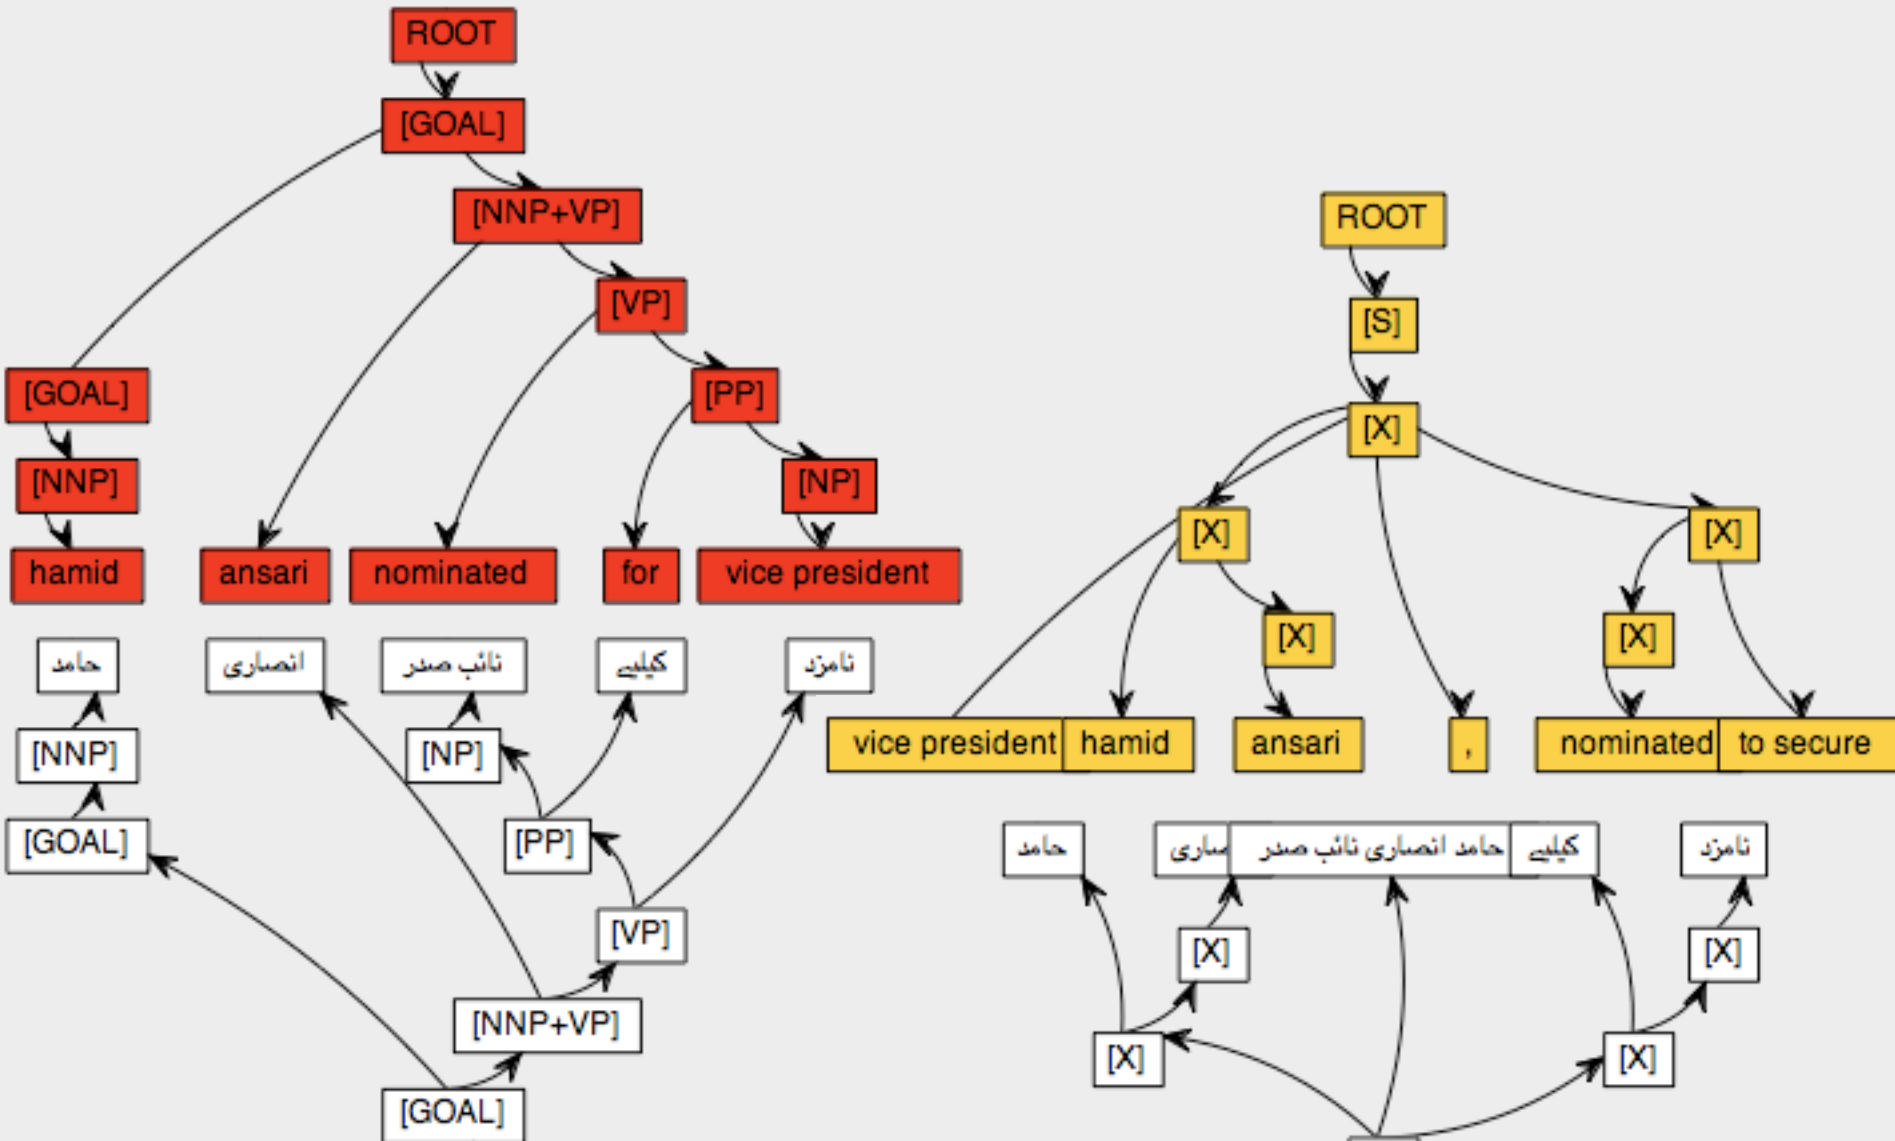 ROOT
[GOAL]
[NNP+VP]
[VP]
[GOAL]
[PP]
[NNP]
[NP]
hamid ansari nominated for vice president
حامد انصاری نائب صدر کیلیے نامزد
[NNP]
[NP]
[GOAL]
[PP]
[VP]
[NNP+VP]
[GOAL]
ROOT
[S]
[X]
[X] [X]
[X] [X]
vice president hamid ansari , nominated to secure
حامد حامد انصاری نائب صدر کیلیے نامزد
[X] [X]
[X] [X]